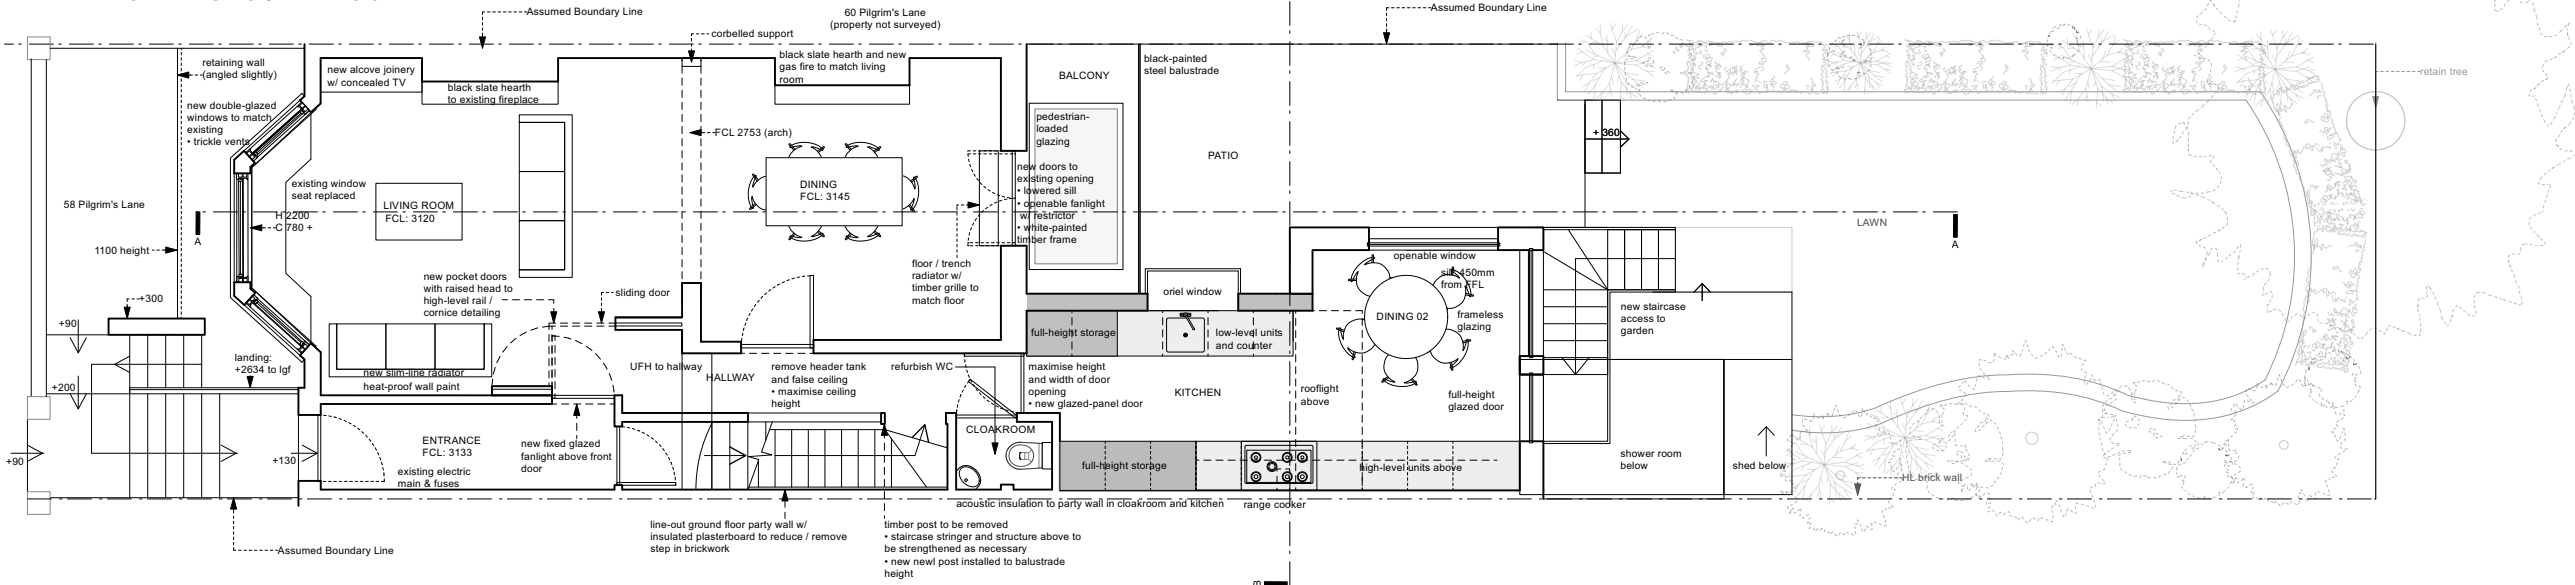 Assumed Boundary Line
60 Pilgrim's Lane
(property not surveyed)
Assumed Boundary Line
corbelled support
retaining wall
(angled slightly)
new alcove joinery
w/ concealed TV
black slate hearth
to existing fireplace
black slate hearth and new
gas fire to match living
room
BALCONY
black-painted
steel balustrade
retain tree
new double-glazed
windows to match
existing
• trickle vents
pedestrian-
loaded
glazing
FCL 2753 (arch)
+ 360
PATIO
new doors to
existing opening
• lowered sill
• openable fanlight
w/ restrictor
• white-painted
timber frame
existing window
seat replaced
58 Pilgrim's Lane
LIVING ROOM
FCL: 3120
DINING
FCL: 3145
H 2200
C 780 +
A
LAWN
A
1100 height
floor / trench
radiator w/
timber grille to
match floor
openable window
sill 450mm
from FFL
new pocket doors
with raised head to
high-level rail /
cornice detailing
sliding door
oriel window
+300
+90
DINING 02
frameless
glazing
new staircase
access to
garden
full-height storage
low-level units
and counter
landing:
+2634 to lgf
+200
new slim-line radiator
heat-proof wall paint
UFH to hallway
HALLWAY
remove header tank
and false ceiling
• maximise ceiling
height
refurbish WC
maximise height
and width of door
opening
• new glazed-panel door
KITCHEN
rooflight
above
full-height
glazed door
ENTRANCE
FCL: 3133
existing electric
main & fuses
new fixed glazed
fanlight above front
door
CLOAKROOM
+90
+130
full-height storage
high-level units above
shower room
below
shed below
HL brick wall
acoustic insulation to party wall in cloakroom and kitchen
range cooker
line-out ground floor party wall w/
insulated plasterboard to reduce / remove
step in brickwork
timber post to be removed
• staircase stringer and structure above to
be strengthened as necessary
• new newl post installed to balustrade
height
Assumed Boundary Line